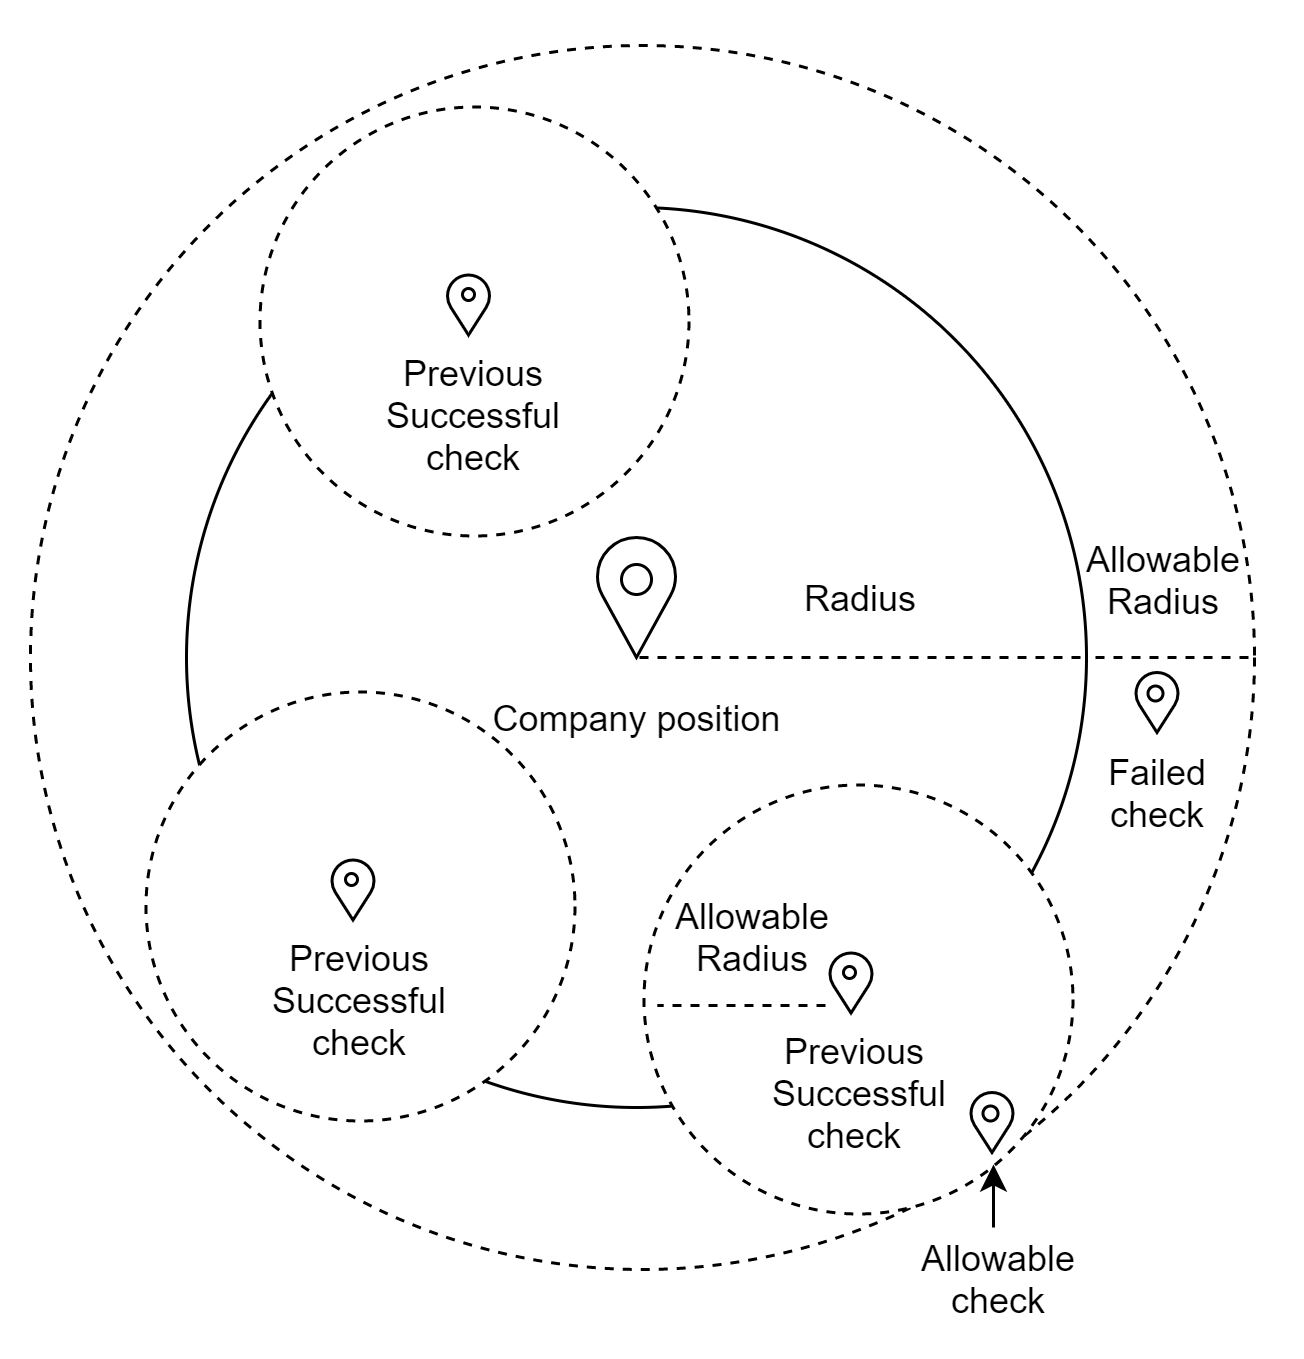 Previous
Successful
check
Allowable
Radius
Radius
Company position
Failed
check
Allowable
Radius
Previous
Successful
check
Previous
Successful
check
Allowable
check